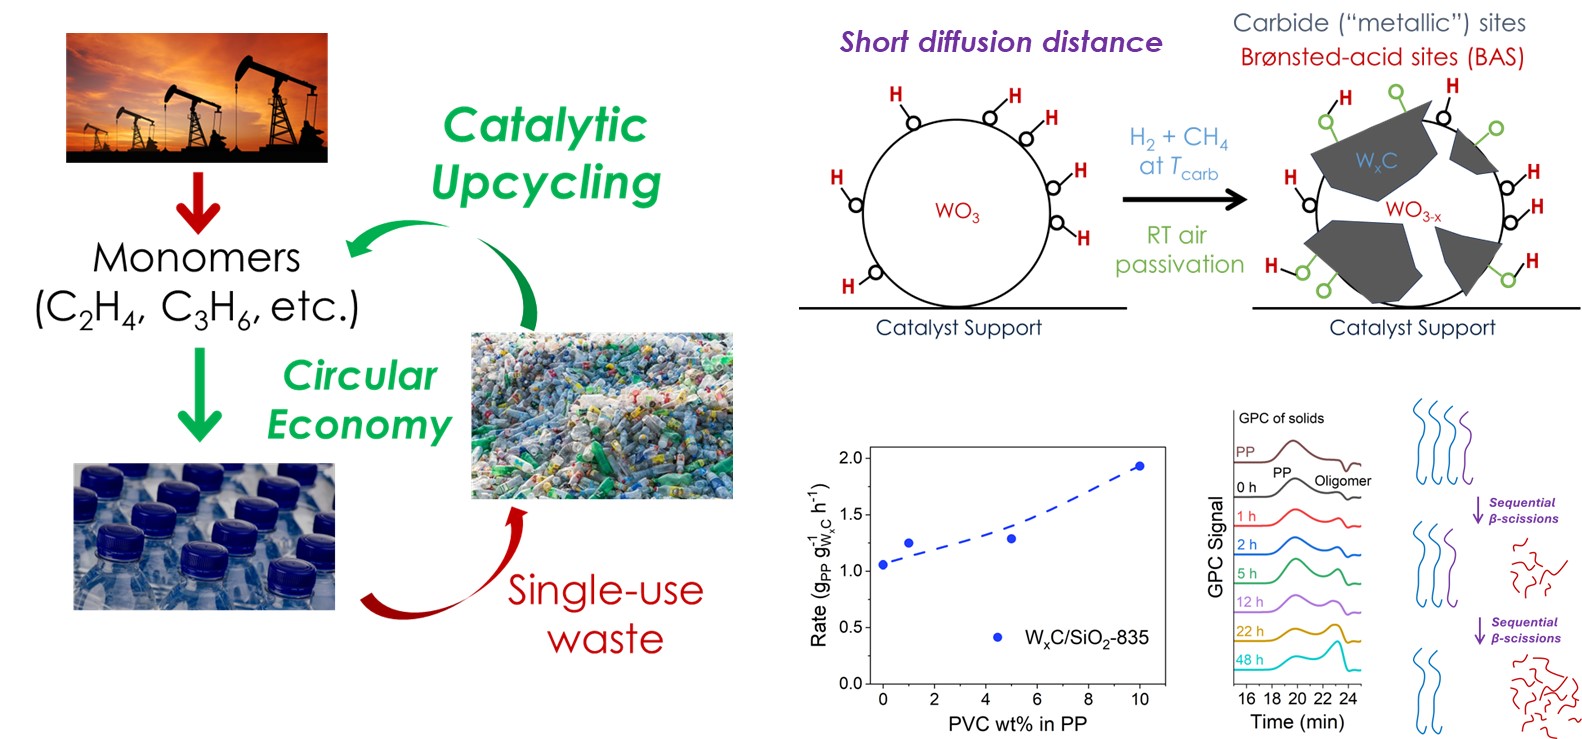 Catalytic
Upcycling
Monomers
(C₂H₄, C₃H₆, etc.)
Circular
Economy
Single-use
waste
Short diffusion distance
Carbide (“metallic”) sites
Brønsted-acid sites (BAS)
H
H
H
H
H
H
H
WO₃
Catalyst Support
H₂ + CH₄
at Tcarb
RT air
passivation
H
H
H
H
H
H
H
WₓC
WO₃₋ₓ
Catalyst Support
Rate (gPP g⁻¹WₓC h⁻¹)
2.0
1.5
1.0
0.5
0.0
WₓC/SiO₂-835
0 2 4 6 8 10
PVC wt% in PP
GPC Signal
GPC of solids
PP
PP
Oligomer
0 h
1 h
2 h
5 h
12 h
22 h
48 h
16 18 20 22 24
Time (min)
Sequential
β-scissions
Sequential
β-scissions